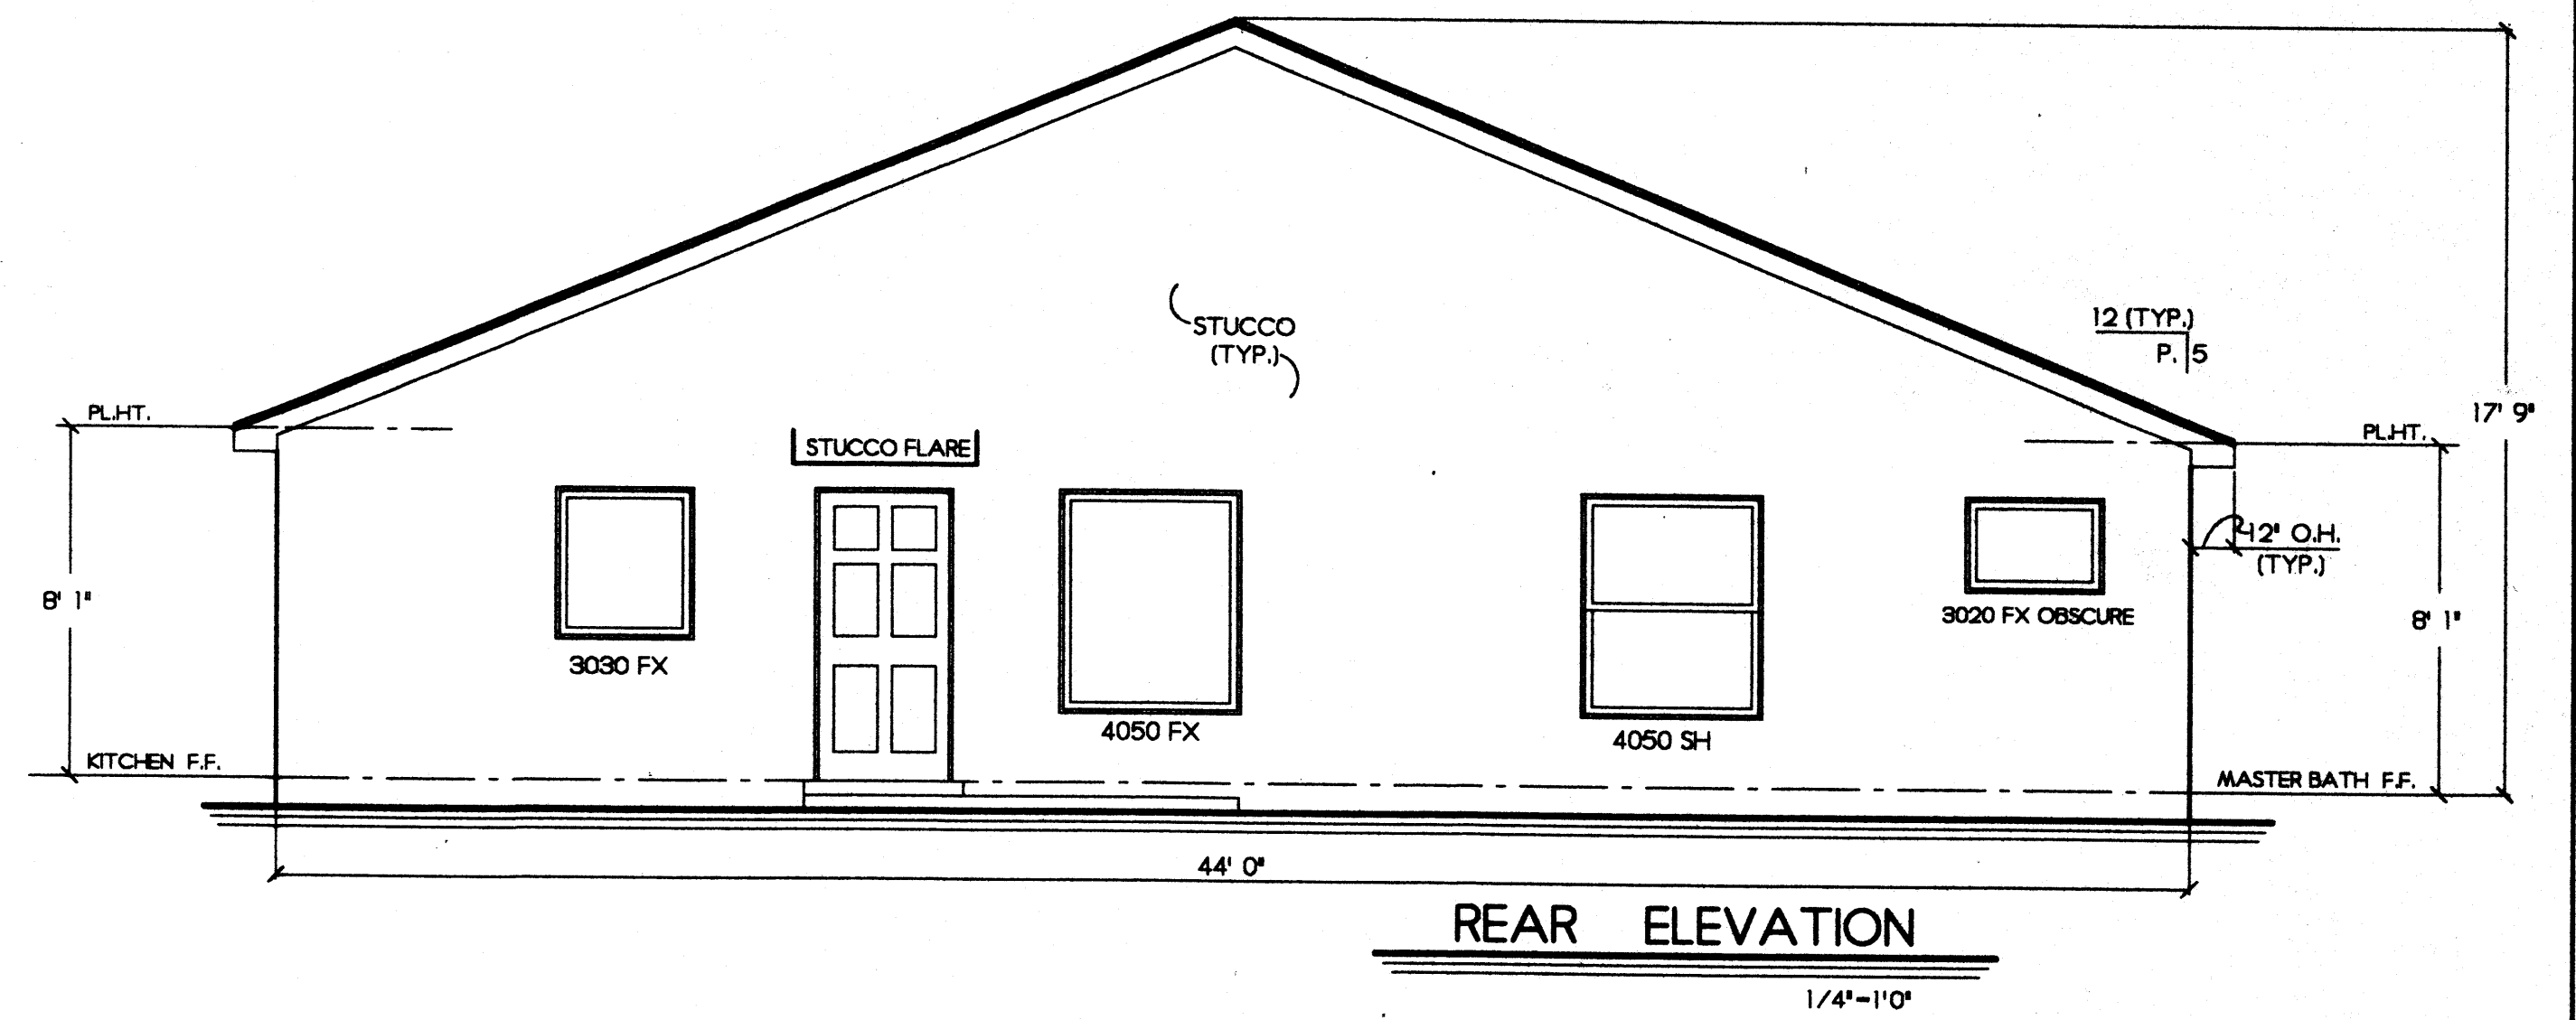 12 (TYP.)
P. 5
STUCCO
(TYP.)
PL.HT.
17' 9"
PL.HT.
STUCCO FLARE
12" O.H.
(TYP.)
8' 1"
3020 FX OBSCURE
8' 1"
3030 FX
4050 FX
4050 SH
KITCHEN F.F.
MASTER BATH F.F.
44' 0"
REAR ELEVATION
1/4"-1'0"